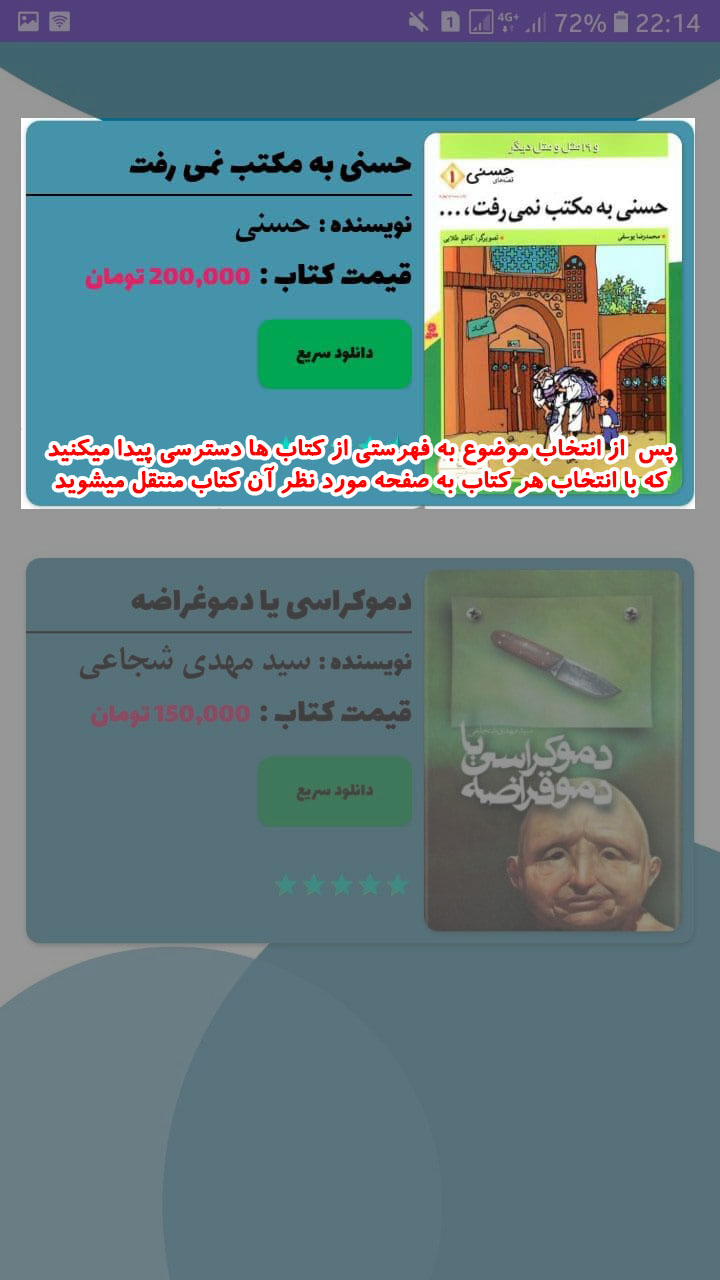 72% 22:14
4G+
1
حسنی به مکتب نمی رفت
نویسنده : حسنی
قیمت کتاب : 200,000 تومان
دانلود سریع
و ۱۹ مثل و متل دیگر
قصه‌های حسنی ۱
حسنی به مکتب نمی رفت،...
محمدرضا یوسفی
تصویرگر: کاظم طلایی
پس از انتخاب موضوع به فهرستی از کتاب ها دسترسی پیدا میکنید
که با انتخاب هر کتاب به صفحه مورد نظر آن کتاب منتقل میشوید
دموکراسی یا دموغراضه
نویسنده : سید مهدی شجاعی
قیمت کتاب : 150,000 تومان
دانلود سریع
سید مهدی شجاعی
دموکراسی یا
دموقراضه